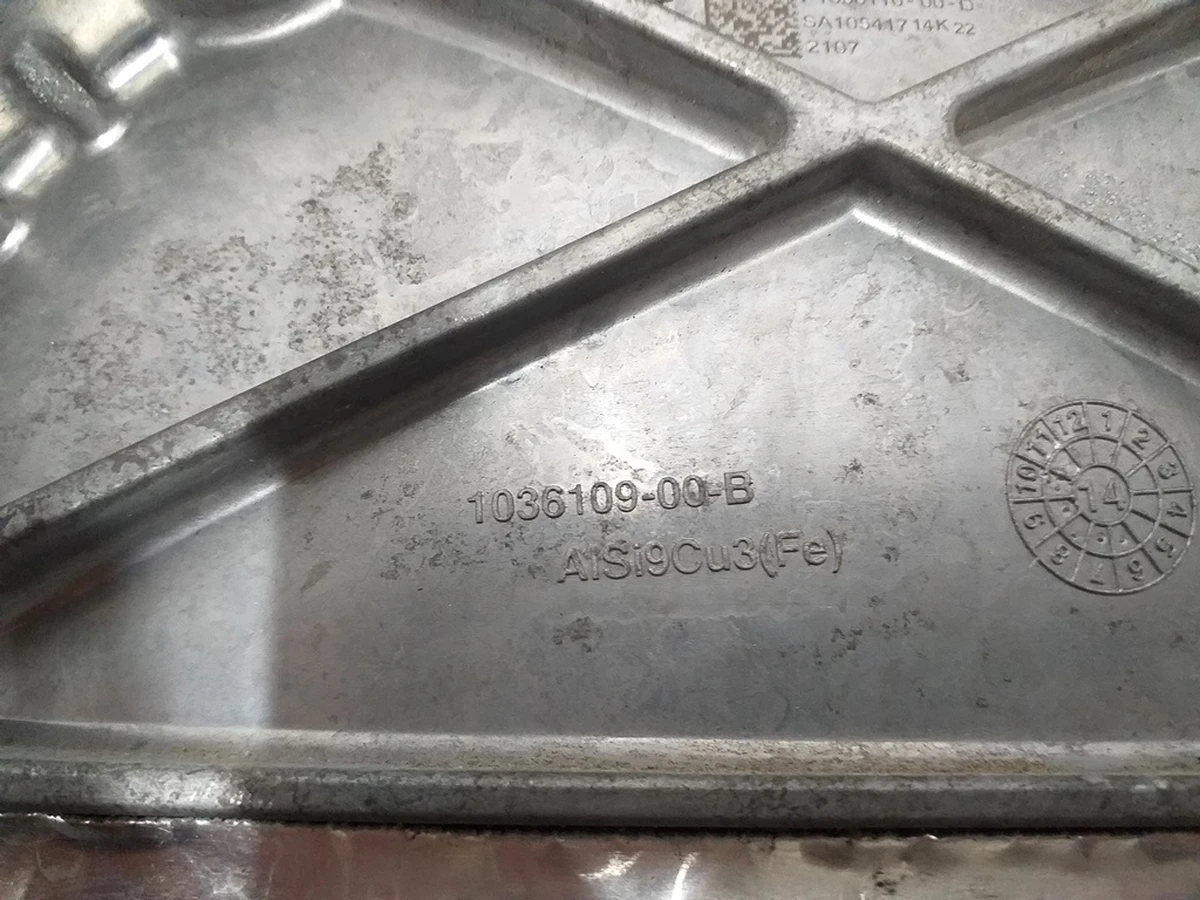 SA10541714K22
2107
1036109-00-B
AlSi9Cu3(Fe)
12 1 2 3 4 5 6 7 8 9 10 11
14